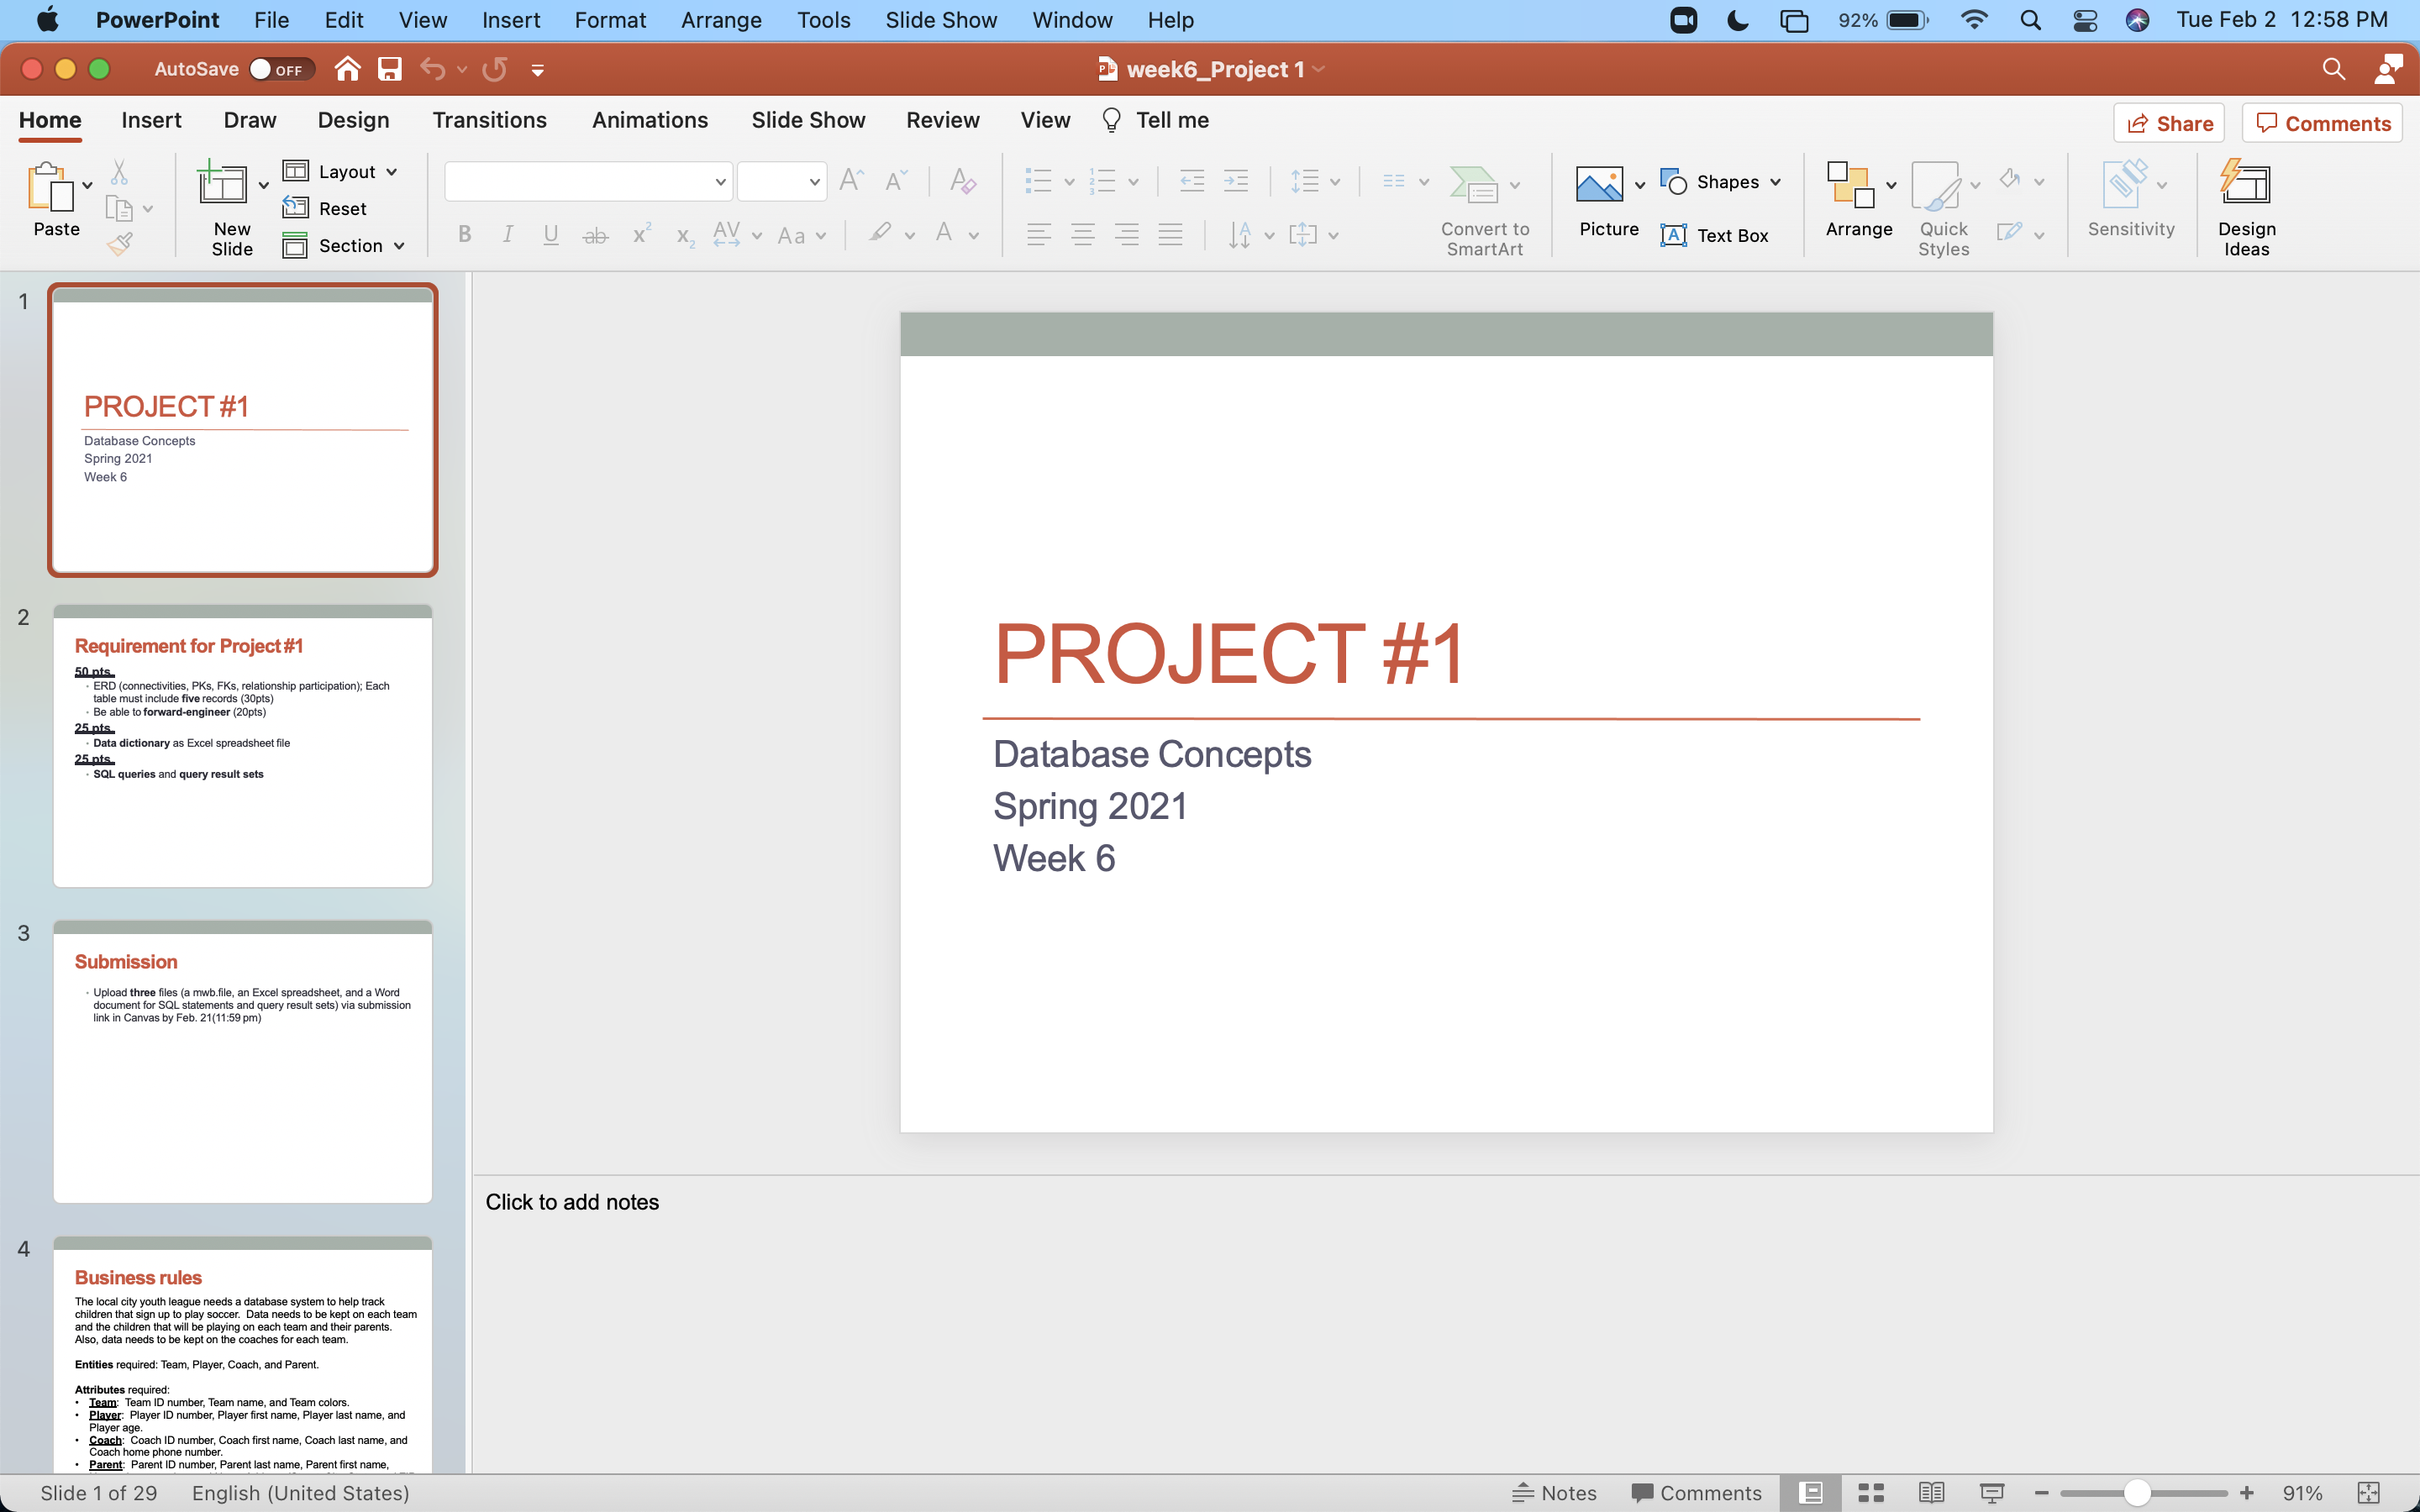 PowerPoint File Edit View Insert Format Arrange Tools Slide Show Window Help 92% Tue Feb 2 12:58 PM
AutoSave OFF week6_Project 1
Home Insert Draw Design Transitions Animations Slide Show Review View Tell me Share Comments
Paste
New Slide
Layout
Reset
Section
Convert to SmartArt
Picture
Shapes
Text Box
Arrange
Quick Styles
Sensitivity
Design Ideas
1
PROJECT #1
Database Concepts
Spring 2021
Week 6
2
Requirement for Project #1
50 pts.
ERD (connectivities, PKs, FKs, relationship participation); Each
table must include five records (30pts)
Be able to forward-engineer (20pts)
25 pts.
Data dictionary as Excel spreadsheet file
25 pts.
SQL queries and query result sets
3
Submission
Upload three files (a mwb.file, an Excel spreadsheet, and a Word
document for SQL statements and query result sets) via submission
link in Canvas by Feb. 21(11:59 pm)
4
Business rules
The local city youth league needs a database system to help track
children that sign up to play soccer. Data needs to be kept on each team
and the children that will be playing on each team and their parents.
Also, data needs to be kept on the coaches for each team.
Entities required: Team, Player, Coach, and Parent.
Attributes required:
• Team: Team ID number, Team name, and Team colors.
• Player: Player ID number, Player first name, Player last name, and
Player age.
• Coach: Coach ID number, Coach first name, Coach last name, and
Coach home phone number.
• Parent: Parent ID number, Parent last name, Parent first name,
PROJECT #1
Database Concepts
Spring 2021
Week 6
Click to add notes
Slide 1 of 29 English (United States) Notes Comments 91%